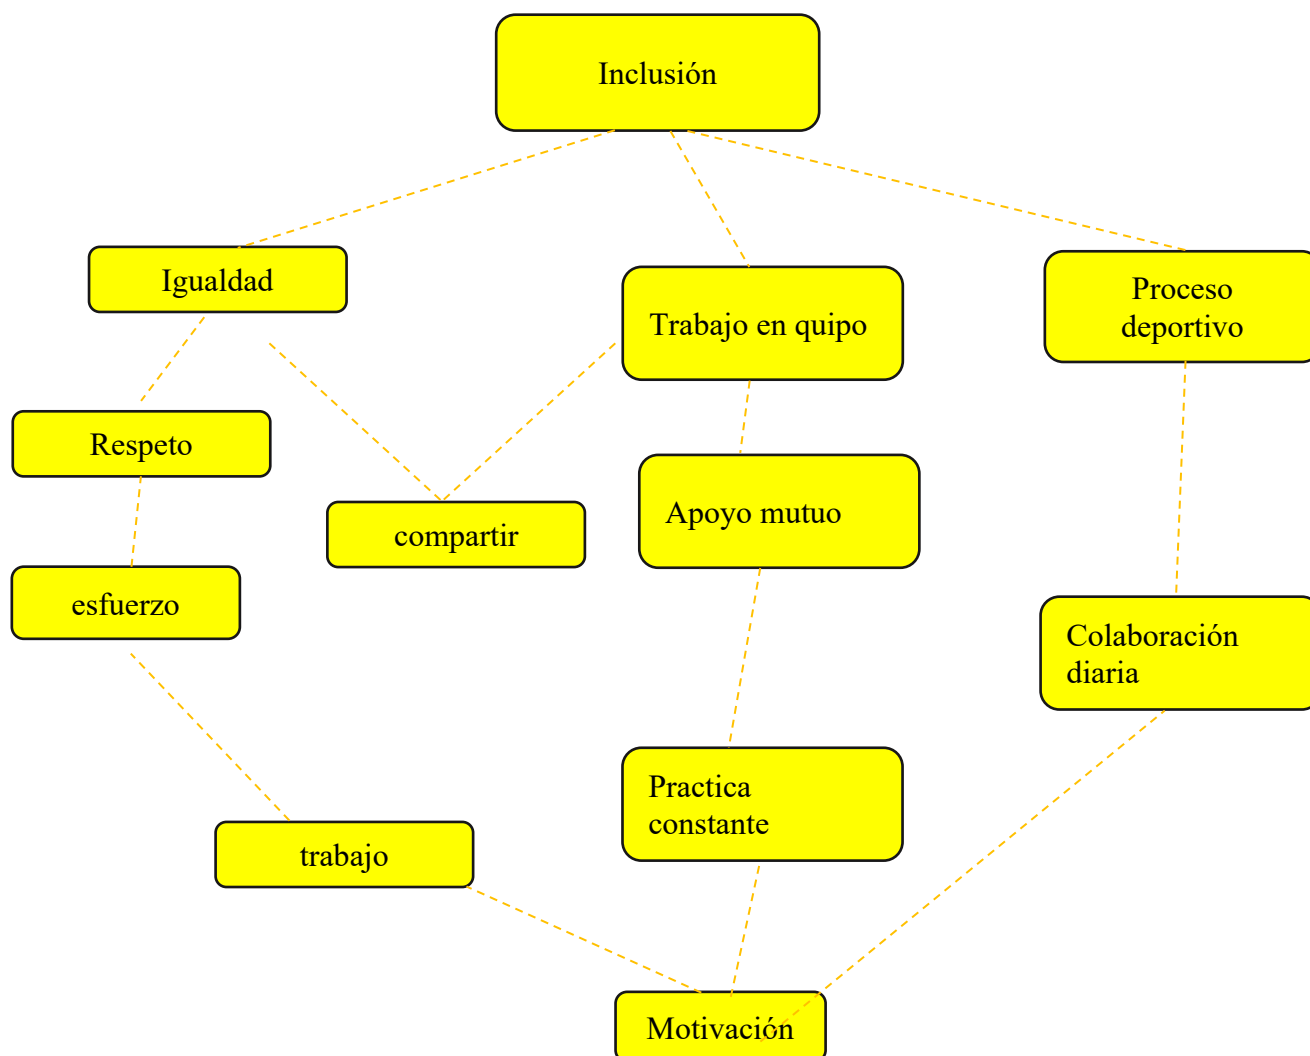 Inclusión
Igualdad
Trabajo en quipo
Proceso
deportivo
Respeto
compartir
Apoyo mutuo
esfuerzo
Colaboración
diaria
Practica
constante
trabajo
Motivación